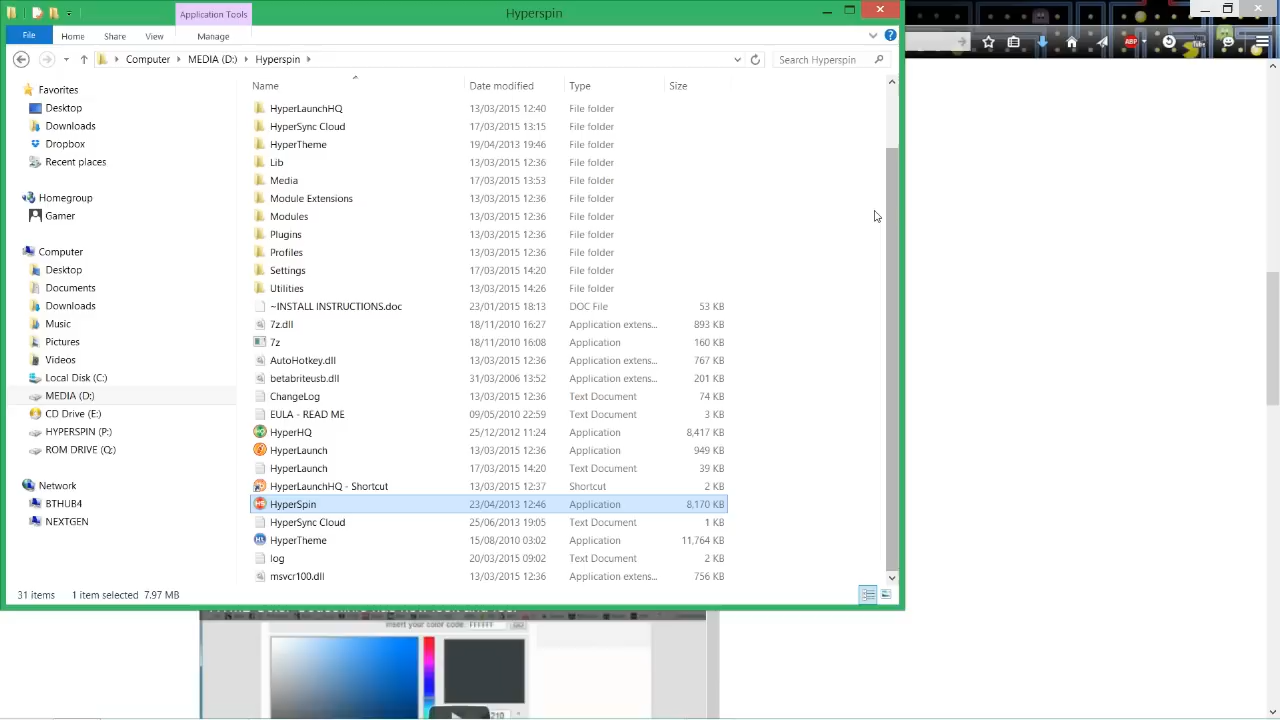 Application Tools
Hyperspin
File Home Share View Manage
Computer MEDIA (D:) Hyperspin
Search Hyperspin
ABP
You Tube
Name Date modified Type Size
Favorites
Desktop
Downloads
Dropbox
Recent places
Homegroup
Gamer
Computer
Desktop
Documents
Downloads
Music
Pictures
Videos
Local Disk (C:)
MEDIA (D:)
CD Drive (E:)
HYPERSPIN (P:)
ROM DRIVE (Q:)
Network
BTHUB4
NEXTGEN
HyperLaunchHQ 13/03/2015 12:40 File folder
HyperSync Cloud 17/03/2015 13:15 File folder
HyperTheme 19/04/2013 19:46 File folder
Lib 13/03/2015 12:36 File folder
Media 17/03/2015 13:53 File folder
Module Extensions 13/03/2015 12:36 File folder
Modules 13/03/2015 12:36 File folder
Plugins 13/03/2015 12:36 File folder
Profiles 13/03/2015 12:36 File folder
Settings 17/03/2015 14:20 File folder
Utilities 13/03/2015 14:26 File folder
~INSTALL INSTRUCTIONS.doc 23/01/2015 18:13 DOC File 53 KB
7z.dll 18/11/2010 16:27 Application extens... 893 KB
7z 18/11/2010 16:08 Application 160 KB
AutoHotkey.dll 13/03/2015 12:36 Application extens... 767 KB
betabriteusb.dll 31/03/2006 13:52 Application extens... 201 KB
ChangeLog 13/03/2015 12:36 Text Document 74 KB
EULA - READ ME 09/05/2010 22:59 Text Document 3 KB
HyperHQ 25/12/2012 11:24 Application 8,417 KB
HyperLaunch 13/03/2015 12:36 Application 949 KB
HyperLaunch 17/03/2015 14:20 Text Document 39 KB
HyperLaunchHQ - Shortcut 13/03/2015 12:37 Shortcut 2 KB
HyperSpin 23/04/2013 12:46 Application 8,170 KB
HyperSync Cloud 25/06/2013 19:05 Text Document 1 KB
HyperTheme 15/08/2010 03:02 Application 11,764 KB
log 20/03/2015 09:02 Text Document 2 KB
msvcr100.dll 13/03/2015 12:36 Application extens... 756 KB
31 items 1 item selected 7.97 MB
Insert your color code: FFFFFF
210